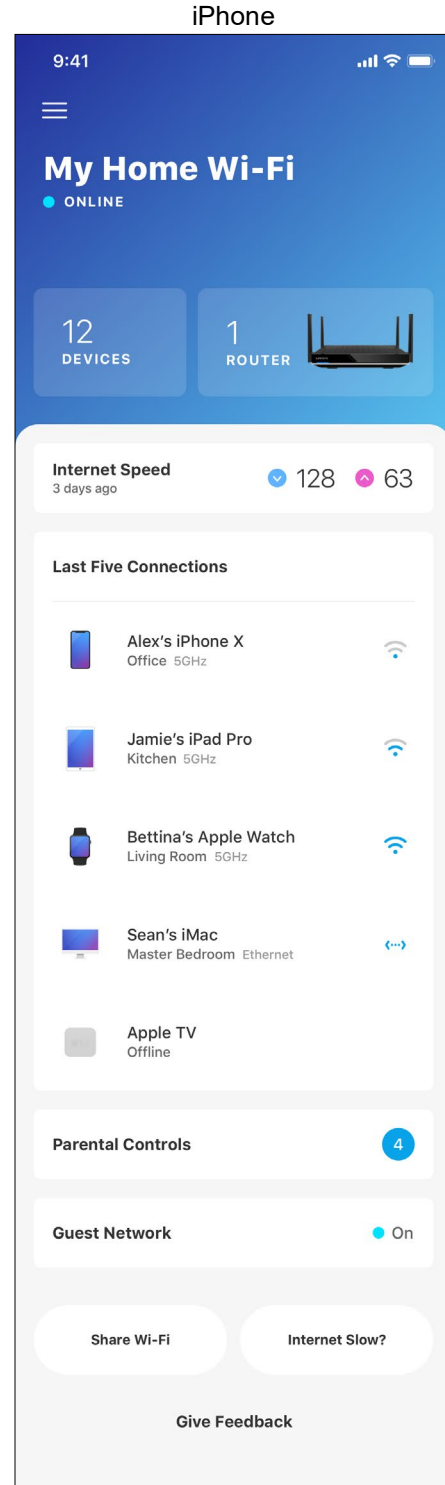 iPhone
9:41
My Home Wi-Fi
ONLINE
12
DEVICES
1
ROUTER
Internet Speed
3 days ago
128
63
Last Five Connections
Alex’s iPhone X
Office 5GHz
Jamie’s iPad Pro
Kitchen 5GHz
Bettina’s Apple Watch
Living Room 5GHz
Sean’s iMac
Master Bedroom Ethernet
Apple TV
Offline
Parental Controls
4
Guest Network
On
Share Wi-Fi
Internet Slow?
Give Feedback